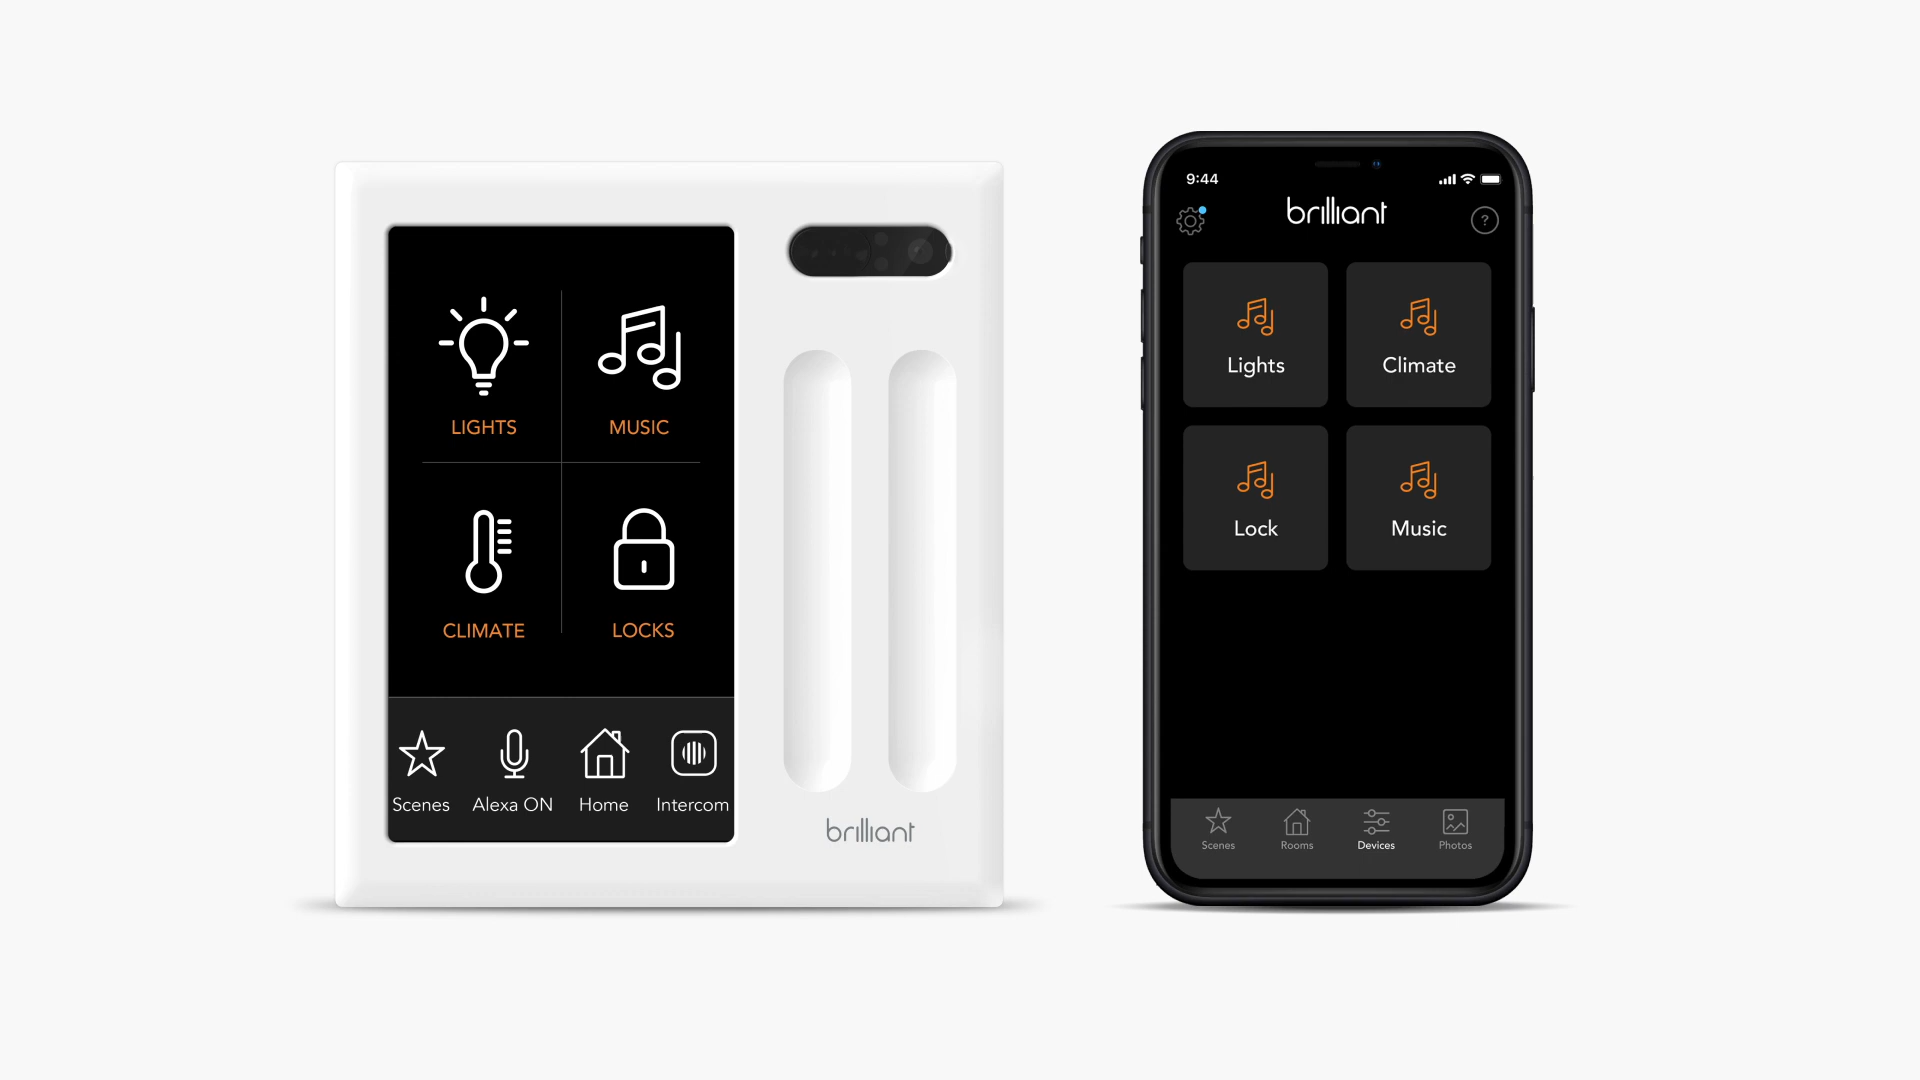 LIGHTS
MUSIC
CLIMATE
LOCKS
Scenes
Alexa ON
Home
Intercom
brilliant
9:44
brilliant
?
Lights
Climate
Lock
Music
Scenes
Rooms
Devices
Photos